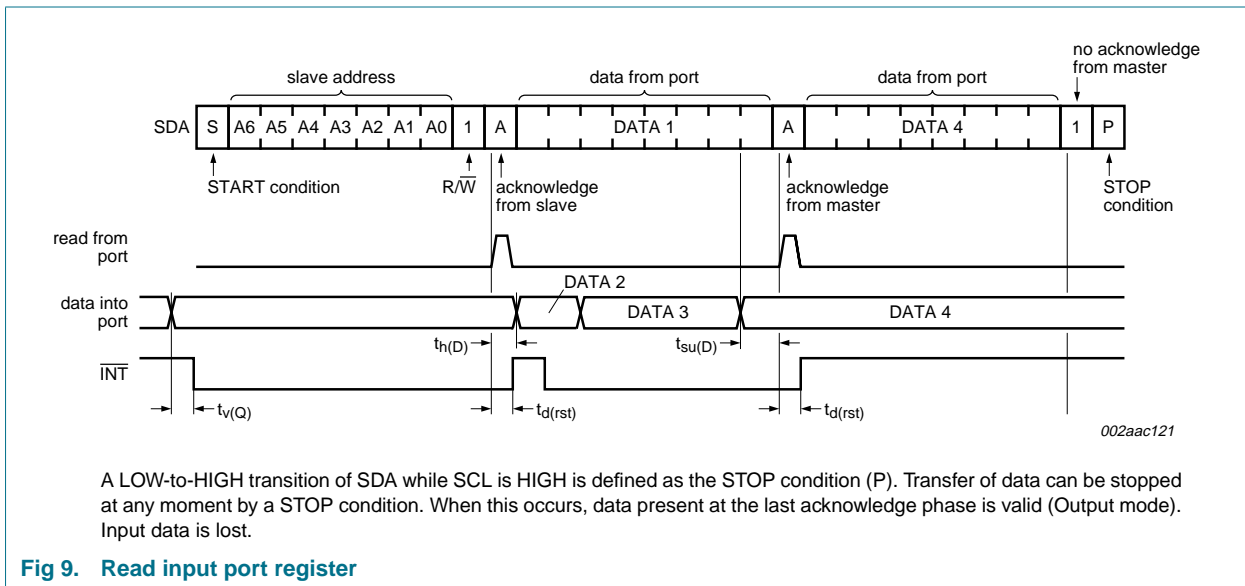 no acknowledge
from master
slave address
data from port
data from port
SDA S A6 A5 A4 A3 A2 A1 A0 1 A DATA 1 A DATA 4 1 P
START condition
R/W̅
acknowledge
from slave
acknowledge
from master
STOP
condition
read from
port
DATA 2
data into
port
DATA 3
DATA 4
th(D)
tsu(D)
I̅N̅T̅
tv(Q)
td(rst)
td(rst)
002aac121
A LOW-to-HIGH transition of SDA while SCL is HIGH is defined as the STOP condition (P). Transfer of data can be stopped
at any moment by a STOP condition. When this occurs, data present at the last acknowledge phase is valid (Output mode).
Input data is lost.
Fig 9. Read input port register